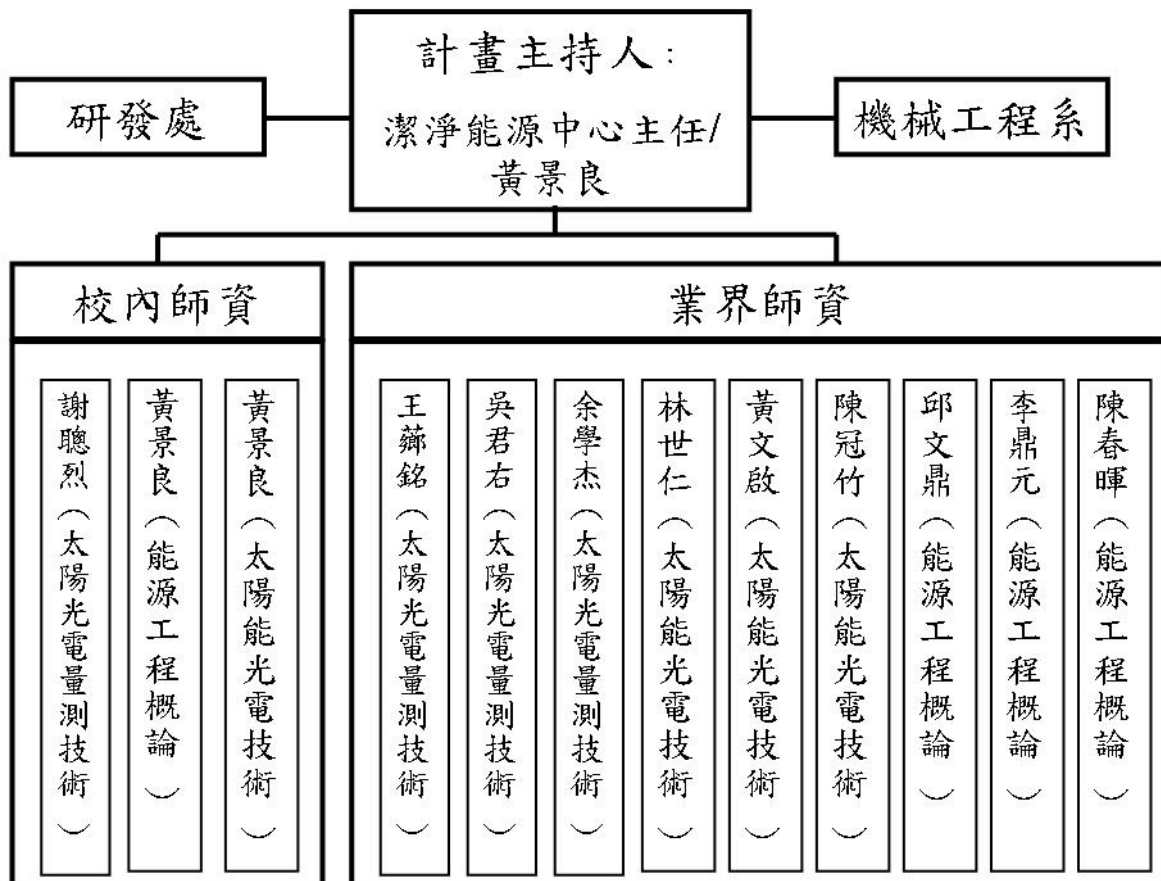 計畫主持人：
潔淨能源中心主任/
黃景良
研發處
機械工程系
校內師資
業界師資
謝聰烈（太陽光電量測技術）
黃景良（能源工程概論）
黃景良（太陽能光電技術）
王薌銘（太陽光電量測技術）
吳君右（太陽光電量測技術）
余學杰（太陽光電量測技術）
林世仁（太陽能光電技術）
黃文啟（太陽能光電技術）
陳冠竹（太陽能光電技術）
邱文鼎（能源工程概論）
李鼎元（能源工程概論）
陳春暉（能源工程概論）